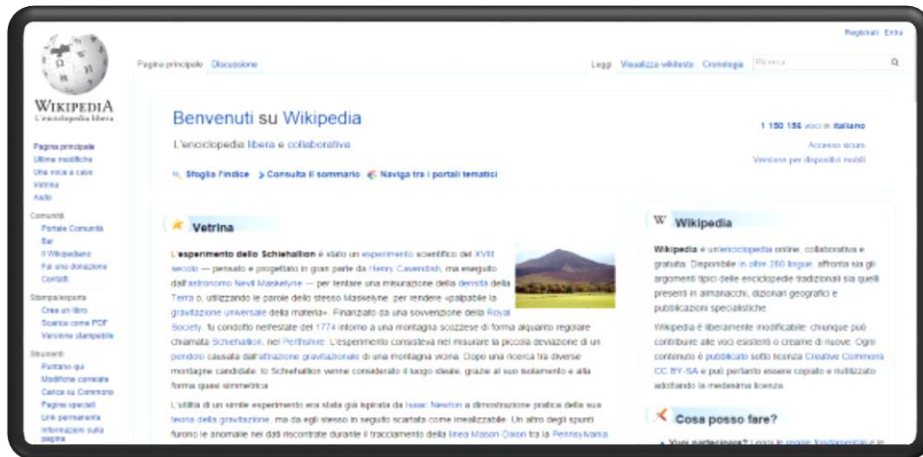 Registrati Entra
Pagina principale Discussione
Leggi Visualizza wikitesto Cronologia Ricerca
WIKIPEDIA
L'enciclopedia libera
Pagina principale
Ultime modifiche
Una voce a caso
Vetrina
Aiuto
Comunità
Portale Comunità
Bar
Il Wikipediano
Fai una donazione
Contatti
Stampa/esporta
Crea un libro
Scarica come PDF
Versione stampabile
Strumenti
Puntano qui
Modifiche correlate
Carica su Commons
Pagine speciali
Link permanente
Informazioni sulla
pagina
Benvenuti su Wikipedia
L'enciclopedia libera e collaborativa
Sfoglia l'indice Consulta il sommario Naviga tra i portali tematici
1 150 156 voci in italiano
Accesso sicuro
Versione per dispositivi mobili
Vetrina
L'esperimento dello Schiehallion è stato un esperimento scientifico del XVIII
secolo — pensato e progettato in gran parte da Henry Cavendish, ma eseguito
dall'astronomo Nevil Maskelyne — per tentare una misurazione della densità della
Terra o, utilizzando le parole dello stesso Maskelyne, per rendere «palpabile la
gravitazione universale della materia». Finanziato da una sovvenzione della Royal
Society, fu condotto nell'estate del 1774 intorno a una montagna scozzese di forma alquanto regolare
chiamata Schiehallion, nel Perthshire. L'esperimento consisteva nel misurare la piccola deviazione di un
pendolo causata dall'attrazione gravitazionale di una montagna vicina. Dopo una ricerca tra diverse
montagne candidate, lo Schiehallion venne considerato il luogo ideale, grazie al suo isolamento e alla
forma quasi simmetrica.
L'utilità di un simile esperimento era stata già ispirata da Isaac Newton a dimostrazione pratica della sua
teoria della gravitazione, ma da egli stesso in seguito scartata come irrealizzabile. Un altro degli spunti
furono le anomalie nei dati riscontrate durante il tracciamento della linea Mason-Dixon tra la Pennsylvania
W Wikipedia
Wikipedia è un'enciclopedia online, collaborativa e
gratuita. Disponibile in oltre 260 lingue, affronta sia gli
argomenti tipici delle enciclopedie tradizionali sia quelli
presenti in almanacchi, dizionari geografici e
pubblicazioni specialistiche.
Wikipedia è liberamente modificabile: chiunque può
contribuire alle voci esistenti o crearne di nuove. Ogni
contenuto è pubblicato sotto licenza Creative Commons
CC BY-SA e può pertanto essere copiato e riutilizzato
adottando la medesima licenza.
Cosa posso fare?
Vuoi partecipare? Leggi le regole fondamentali e le